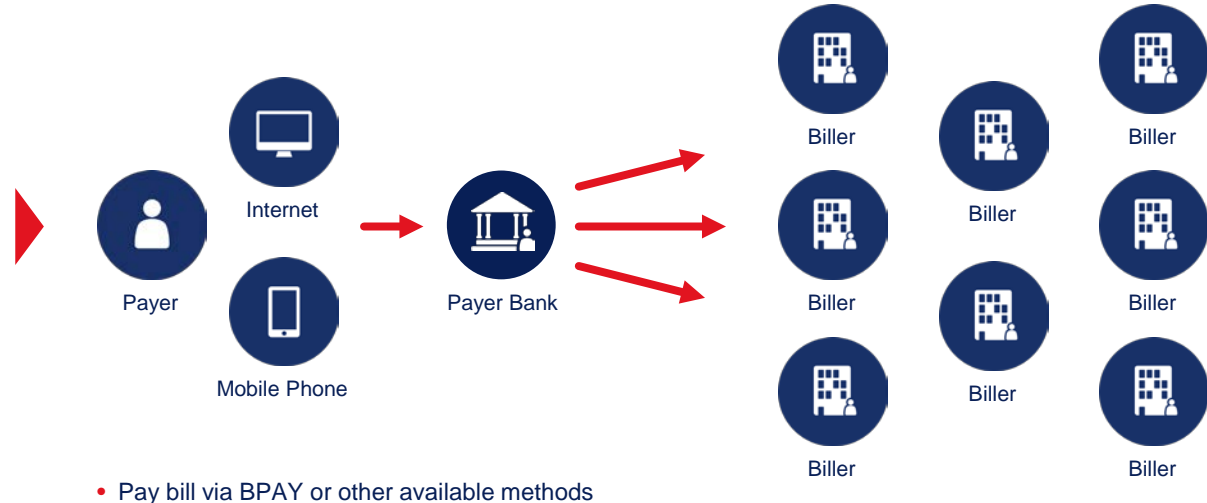 Payer
Internet
Mobile Phone
Payer Bank
Biller
Biller
Biller
Biller
Biller
Biller
Biller
Biller
• Pay bill via BPAY or other available methods